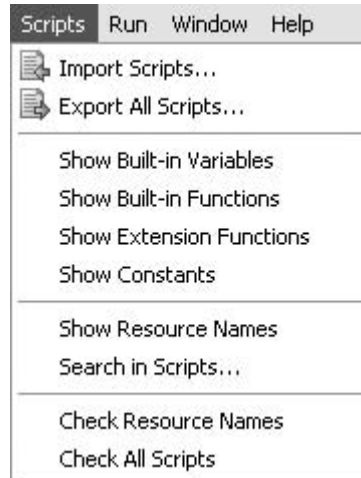 Scripts Run Window Help
Import Scripts...
Export All Scripts...
Show Built-in Variables
Show Built-in Functions
Show Extension Functions
Show Constants
Show Resource Names
Search in Scripts...
Check Resource Names
Check All Scripts